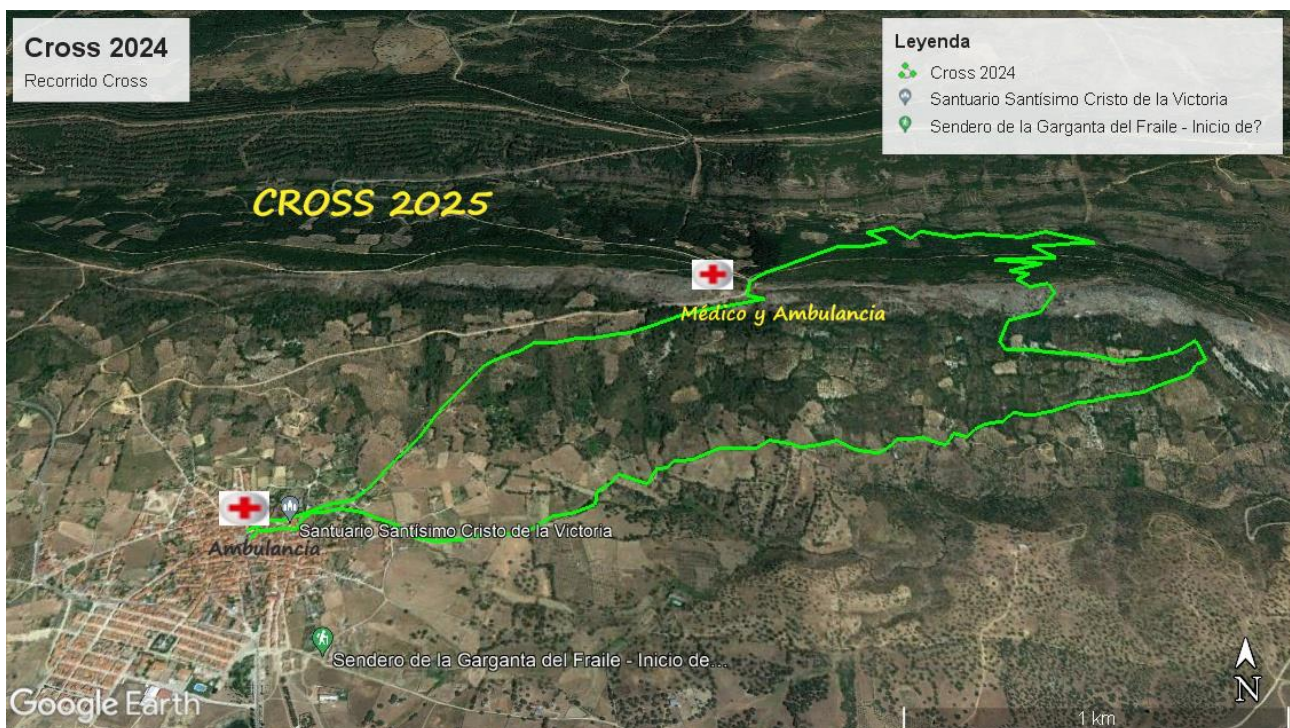 Cross 2024
Recorrido Cross
Leyenda
Cross 2024
Santuario Santísimo Cristo de la Victoria
Sendero de la Garganta del Fraile - Inicio de?
CROSS 2025
Médico y Ambulancia
Santuario Santísimo Cristo de la Victoria
Ambulancia
Sendero de la Garganta del Fraile - Inicio de...
Google Earth
N
1 km